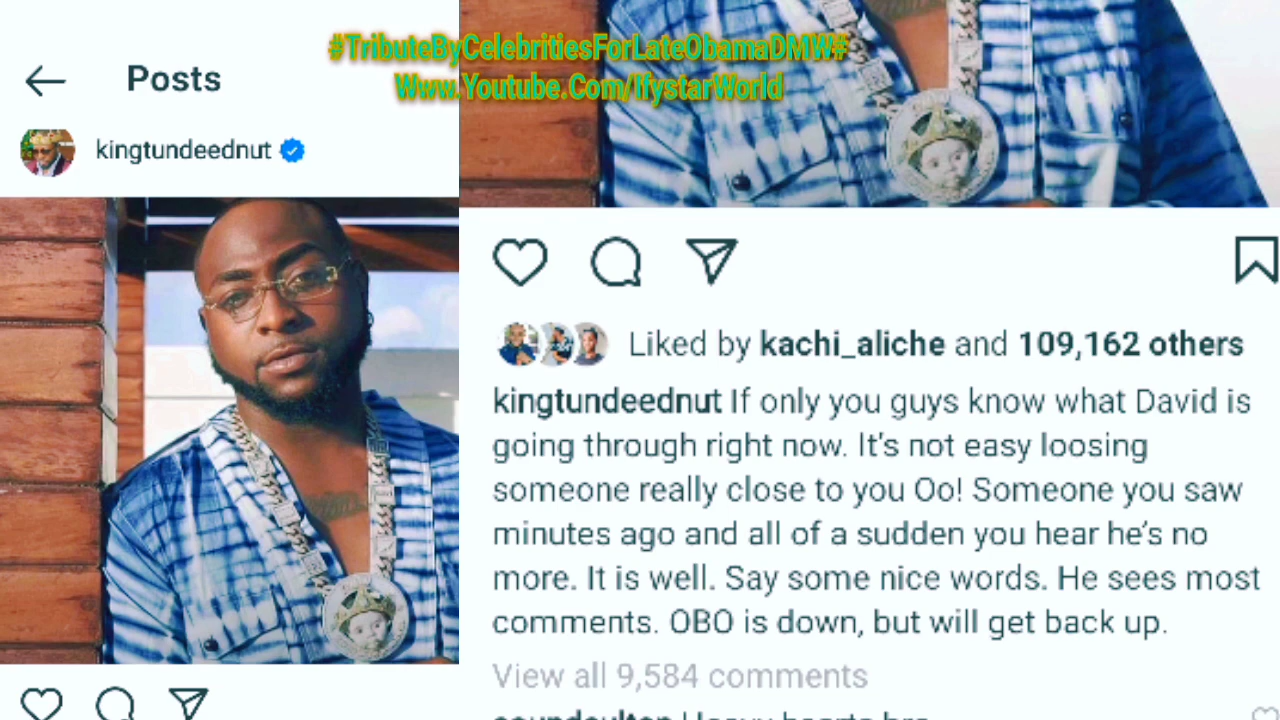 #TributeByCelebritiesForLateObamaDMW#
Www.Youtube.Com/IfystarWorld
Posts
kingtundeednut
Liked by kachi_aliche and 109,162 others
kingtundeednut If only you guys know what David is
going through right now. It's not easy loosing
someone really close to you Oo! Someone you saw
minutes ago and all of a sudden you hear he's no
more. It is well. Say some nice words. He sees most
comments. OBO is down, but will get back up.
View all 9,584 comments